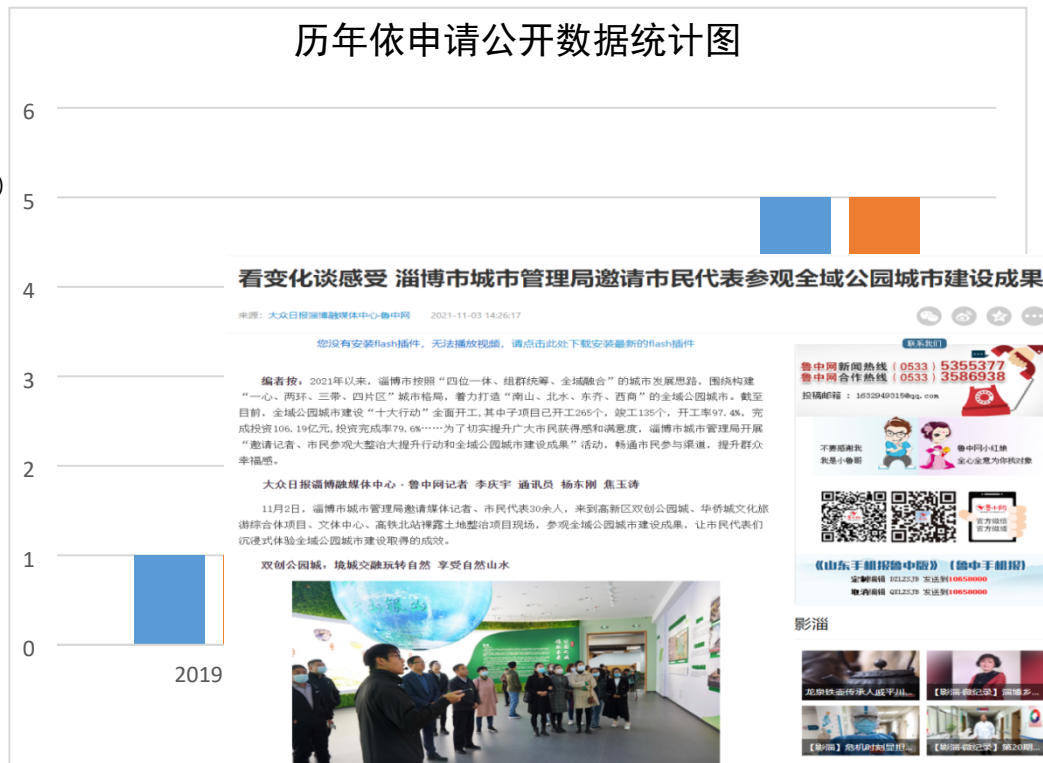 历年依申请公开数据统计图
6
)
5
4
3
2
1
0
2019
看变化谈感受 淄博市城市管理局邀请市民代表参观全域公园城市建设成果
来源：大众日报淄博融媒体中心·鲁中网 2021-11-03 14:26:17
您没有安装flash插件，无法播放视频，请点击此处下载安装最新的flash插件
编者按：2021年以来，淄博市按照“四位一体、组群统筹、全域融合”的城市发展思路，围绕构建
“一心、两环、三带、四片区”城市格局，着力打造“南山、北水、东齐、西商”的全域公园城市。截至
目前，全域公园城市建设“十大行动”全面开工,其中子项目已开工265个，竣工135个，开工率97.4%，完
成投资106.19亿元,投资完成率79.6%……为了切实提升广大市民获得感和满意度，淄博市城市管理局开展
“邀请记者、市民参观大整治大提升行动和全域公园城市建设成果”活动，畅通市民参与渠道，提升群众
幸福感。
大众日报淄博融媒体中心·鲁中网记者 李庆宇 通讯员 杨东刚 焦玉涛
11月2日，淄博市城市管理局邀请媒体记者、市民代表30余人，来到高新区双创公园城、华侨城文化旅
游综合体项目、文体中心、高铁北站裸露土地整治项目现场，参观全域公园城市建设成果，让市民代表们
沉浸式体验全域公园城市建设取得的成效。
双创公园城：境城交融玩转自然 享受自然山水
联系我们
鲁中网新闻热线（0533）5355377
鲁中网合作热线（0533）3586938
投稿邮箱：1632949315@qq.com
不要感谢我
我是小鲁哥
鲁中网小红娘
全心全意为你找对象
官方微信
官方微博
《山东手机报鲁中版》（鲁中手机报）
定制编辑 DZLZSJB 发送到10658000
取消编辑 QXLZSJB 发送到10658000
影淄
龙泉铁壶传承人戚平川...
【影淄·微纪录】淄博乡...
【影淄】危机时刻显担...
【影淄·微纪录】第20期...